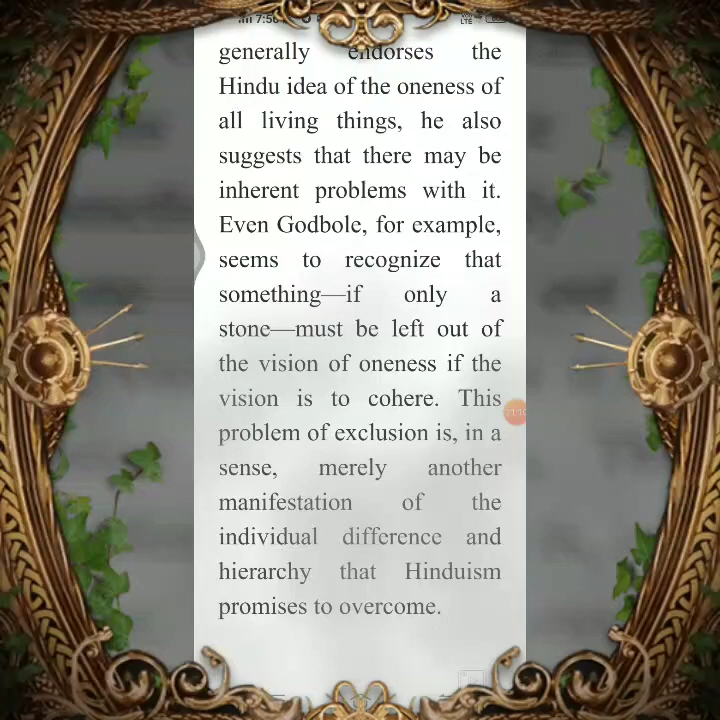 7:50
generally endorses the
Hindu idea of the oneness of
all living things, he also
suggests that there may be
inherent problems with it.
Even Godbole, for example,
seems to recognize that
something—if only a
stone—must be left out of
the vision of oneness if the
vision is to cohere. This
problem of exclusion is, in a
sense, merely another
manifestation of the
individual difference and
hierarchy that Hinduism
promises to overcome.